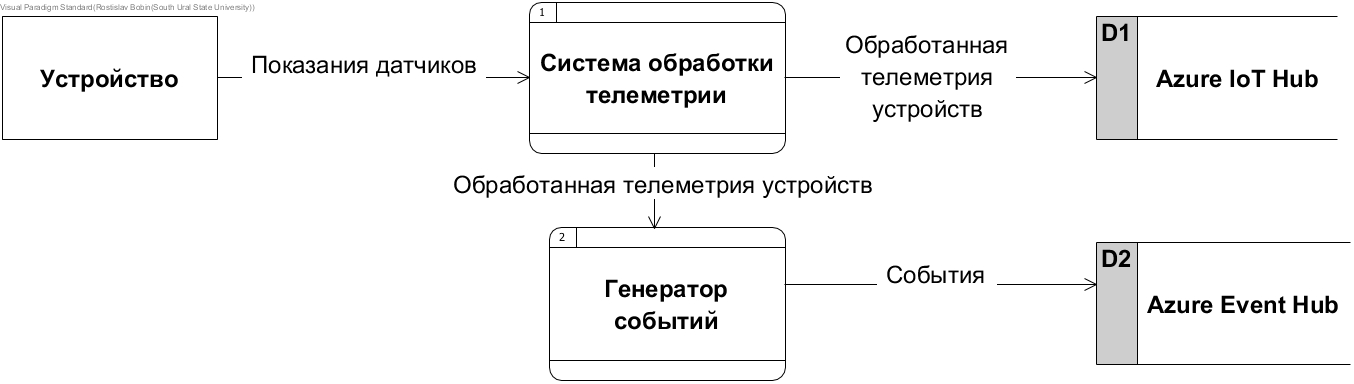 Visual Paradigm Standard(Rostislav Bobin(South Ural State University))
Устройство
Показания датчиков
1
Система обработки
телеметрии
Обработанная
телеметрия
устройств
D1
Azure IoT Hub
Обработанная телеметрия устройств
2
Генератор
событий
События
D2
Azure Event Hub